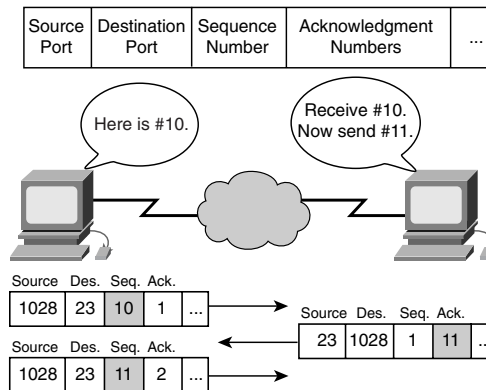 Source Port Destination Port Sequence Number Acknowledgment Numbers ...
Here is #10.
Receive #10.
Now send #11.
Source Des. Seq. Ack.
1028 23 10 1 ...
Source Des. Seq. Ack.
23 1028 1 11 ...
Source Des. Seq. Ack.
1028 23 11 2 ...